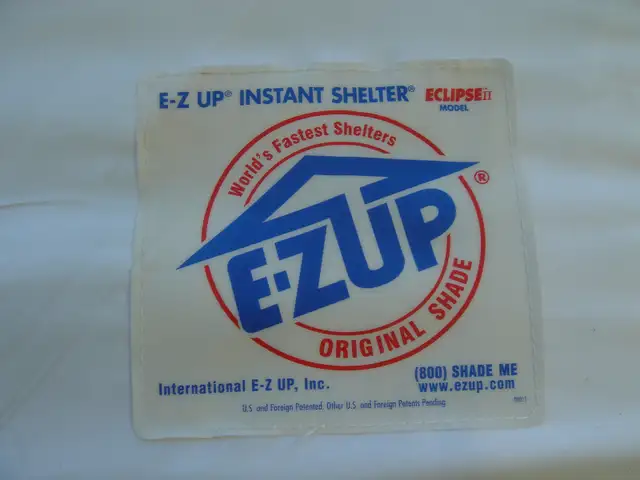 E-Z UP® INSTANT SHELTER® ECLIPSE™ II
MODEL
World's Fastest Shelters
E-Z UP®
ORIGINAL SHADE
International E-Z UP, Inc.
(800) SHADE ME
www.ezup.com
U.S. and Foreign Patented. Other U.S. and Foreign Patents Pending